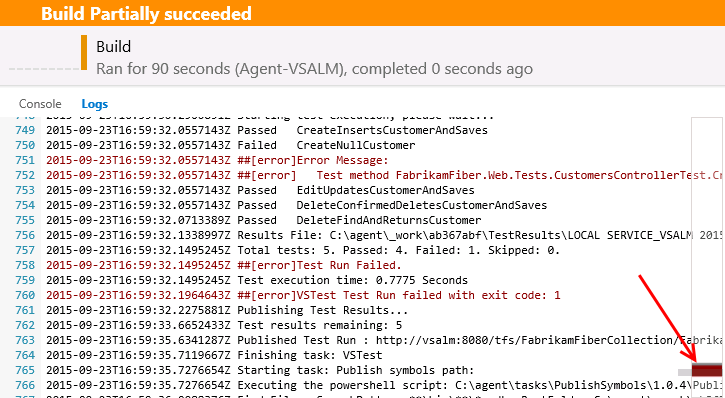 Build Partially succeeded
Build
Ran for 90 seconds (Agent-VSALM), completed 0 seconds ago
Console Logs
748 Starting test execution, please wait...
749 2015-09-23T16:59:32.0557143Z Passed CreateInsertsCustomerAndSaves
750 2015-09-23T16:59:32.0557143Z Failed CreateNullCustomer
751 2015-09-23T16:59:32.0557143Z ##[error]Error Message:
752 2015-09-23T16:59:32.0557143Z ##[error] Test method FabrikamFiber.Web.Tests.CustomersControllerTest.Cr
753 2015-09-23T16:59:32.0557143Z Passed EditUpdatesCustomerAndSaves
754 2015-09-23T16:59:32.0557143Z Passed DeleteConfirmedDeletesCustomerAndSaves
755 2015-09-23T16:59:32.0713389Z Passed DeleteFindAndReturnsCustomer
756 2015-09-23T16:59:32.1338997Z Results File: C:\agent\_work\ab367abf\TestResults\LOCAL SERVICE_VSALM 2015
757 2015-09-23T16:59:32.1495245Z Total tests: 5. Passed: 4. Failed: 1. Skipped: 0.
758 2015-09-23T16:59:32.1495245Z ##[error]Test Run Failed.
759 2015-09-23T16:59:32.1495245Z Test execution time: 0.7775 Seconds
760 2015-09-23T16:59:32.1964643Z ##[error]VSTest Test Run failed with exit code: 1
761 2015-09-23T16:59:32.2275881Z Publishing Test Results...
762 2015-09-23T16:59:33.6652433Z Test results remaining: 5
763 2015-09-23T16:59:35.6341287Z Published Test Run : http://vsalm:8080/tfs/FabrikamFiberCollection/Fabrika
764 2015-09-23T16:59:35.7119667Z Finishing task: VSTest
765 2015-09-23T16:59:35.7276654Z Starting task: Publish symbols path:
766 2015-09-23T16:59:35.7276654Z Executing the powershell script: C:\agent\tasks\PublishSymbols\1.0.4\Publi